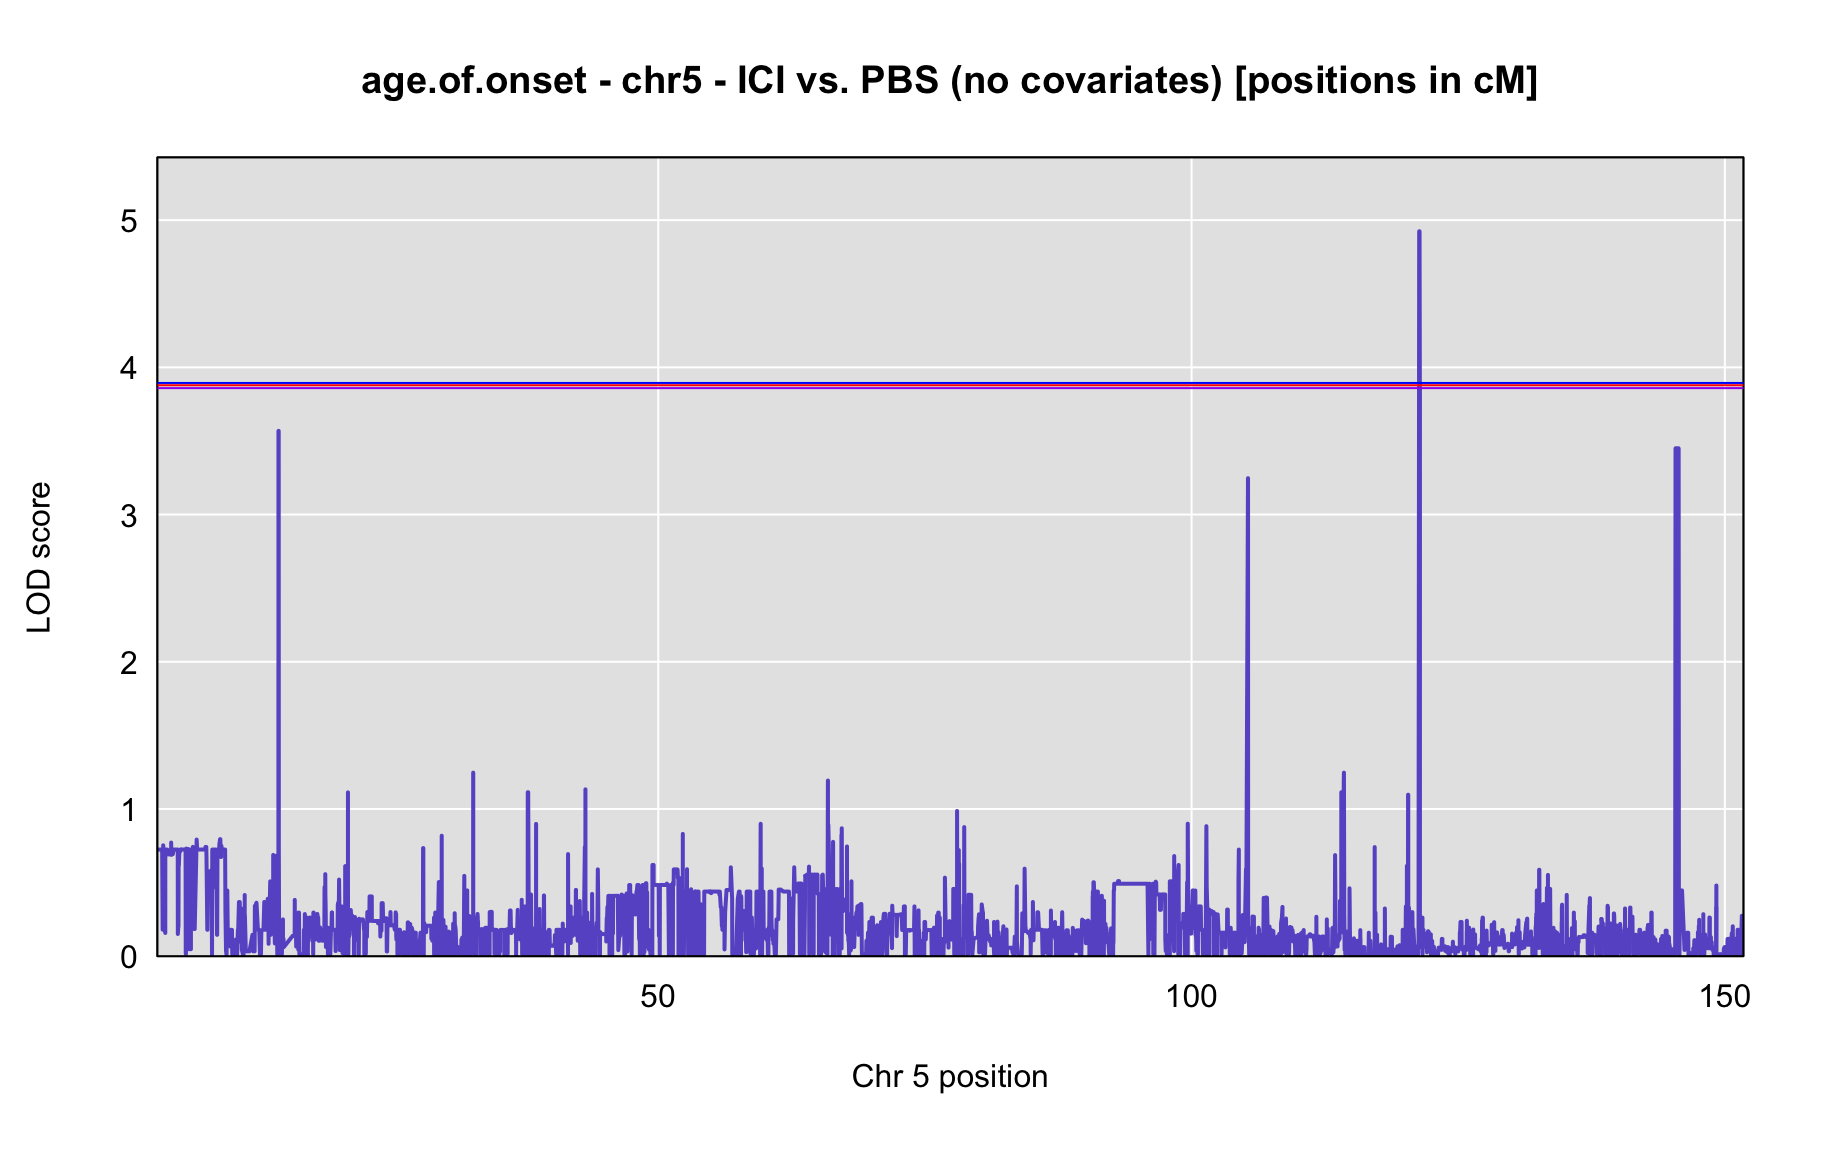 age.of.onset - chr5 - ICI vs. PBS (no covariates) [positions in cM]
5
4
3
2
1
0
LOD score
50 100 150
Chr 5 position